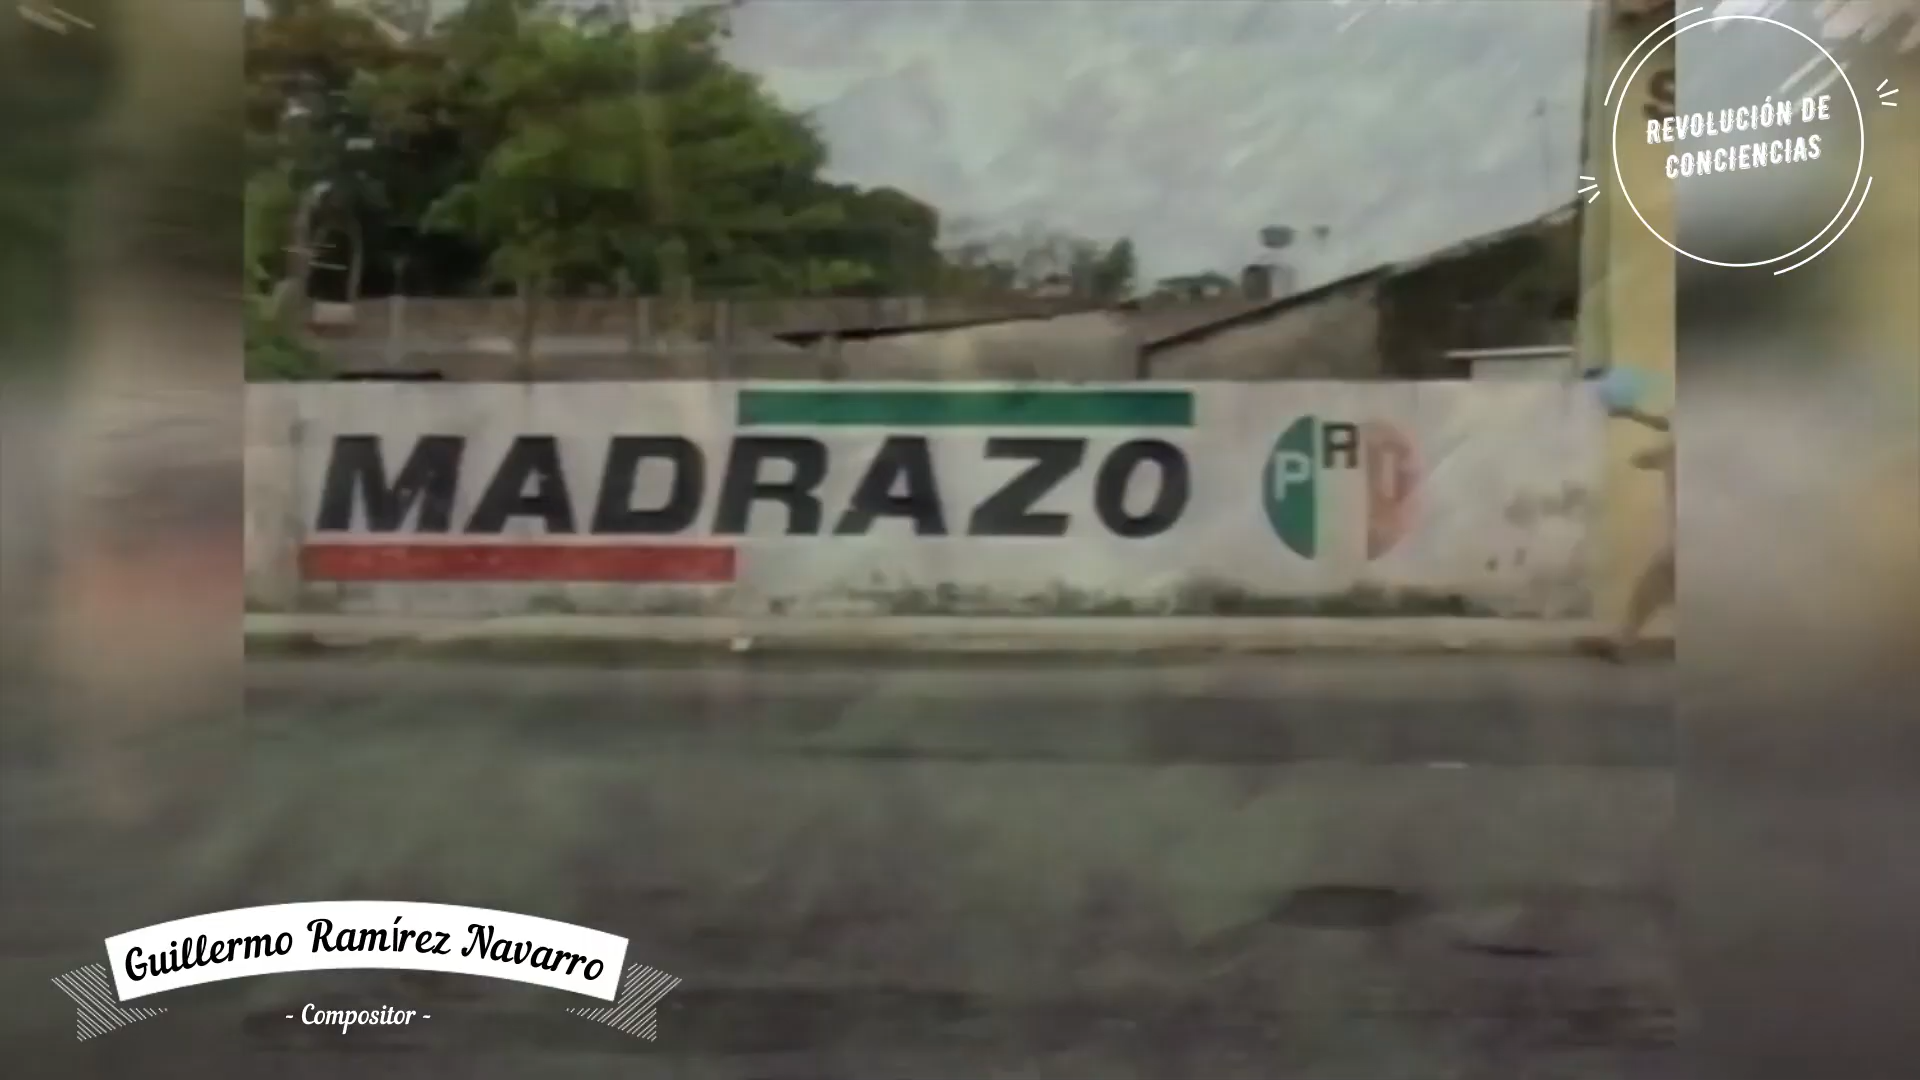 REVOLUCIÓN DE
CONCIENCIAS
MADRAZO
PRI
Guillermo Ramírez Navarro
- Compositor -